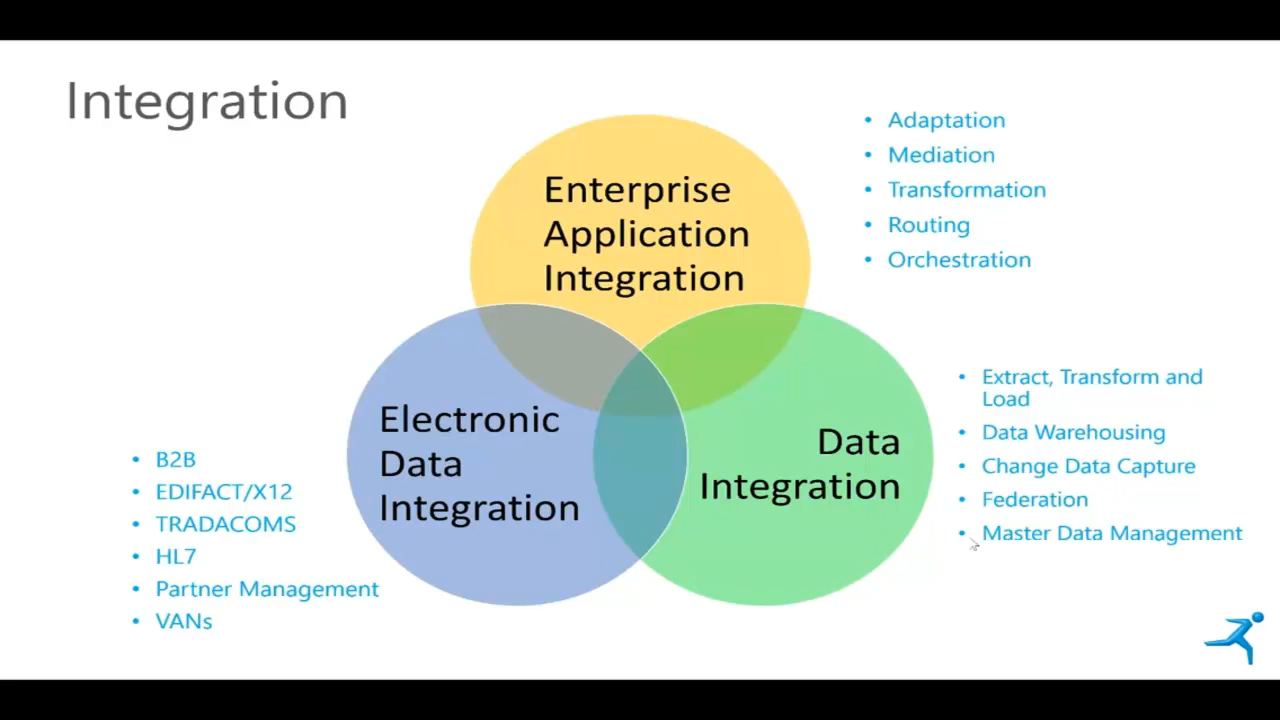 Integration
Enterprise
Application
Integration
• Adaptation
• Mediation
• Transformation
• Routing
• Orchestration
Electronic
Data
Integration
• B2B
• EDIFACT/X12
• TRADACOMS
• HL7
• Partner Management
• VANs
Data
Integration
• Extract, Transform and
Load
• Data Warehousing
• Change Data Capture
• Federation
• Master Data Management